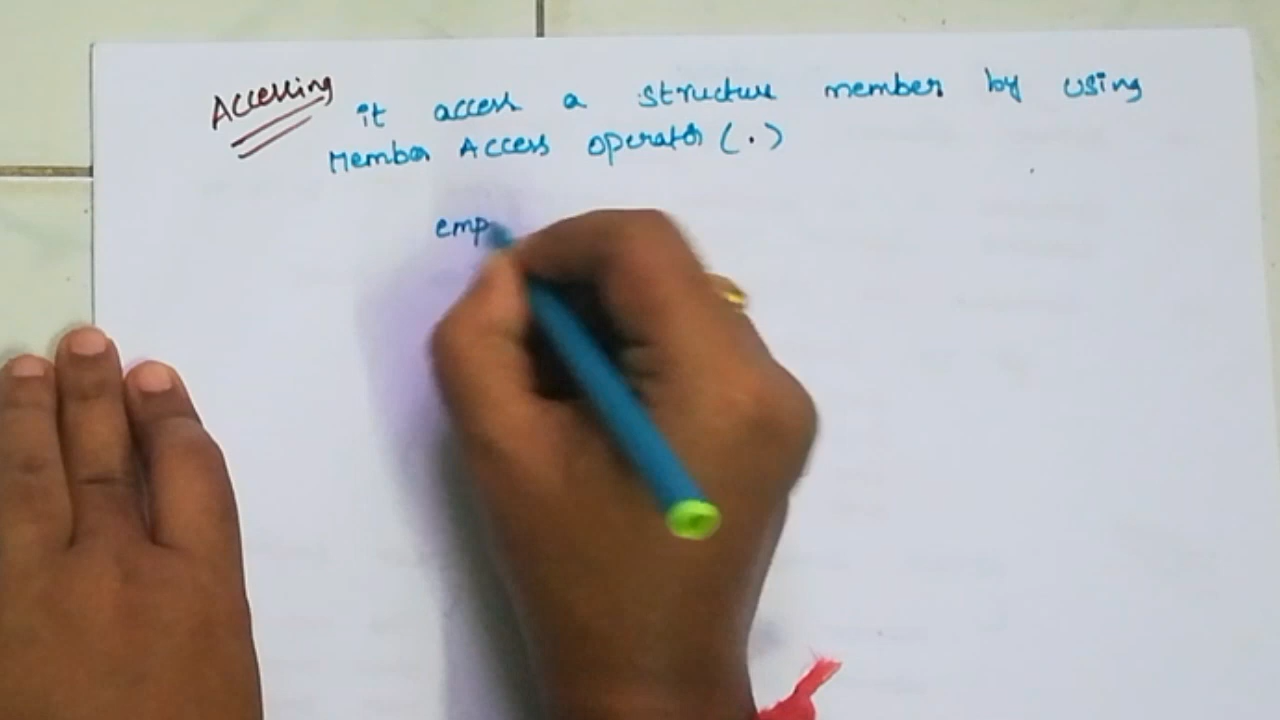 Accessing
it access a structure member by using
Member Access operator (.)
emp